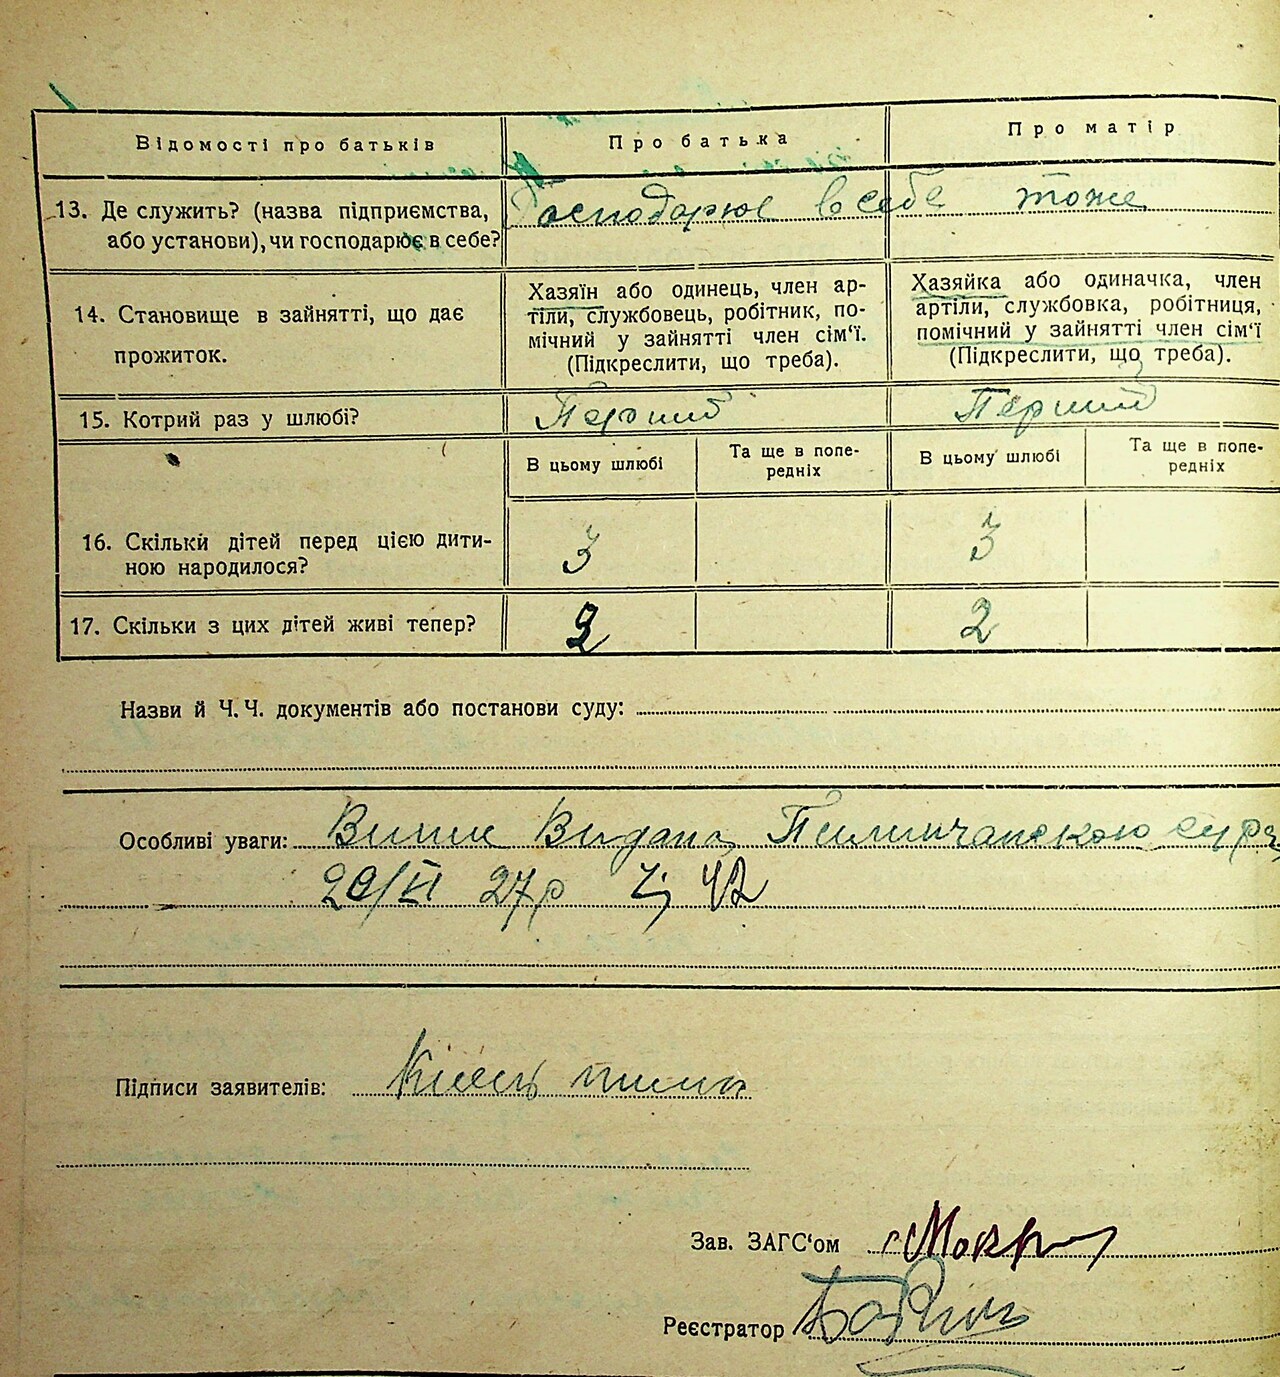 Відомості про батьків
Про батька
Про матір
13. Де служить? (назва підприємства,
або установи), чи господарює в себе?
Господарює в себе
тоже
14. Становище в зайнятті, що дає
прожиток.
Хазяїн або одинець, член ар-
тіли, службовець, робітник, по-
мічний у зайнятті член сім‘ї.
(Підкреслити, що треба).
Хазяйка або одиначка, член
артіли, службовка, робітниця,
помічний у зайнятті член сім‘ї
(Підкреслити, що треба).
15. Котрий раз у шлюбі?
Перший
Перший
В цьому шлюбі
Та ще в попе-
редніх
В цьому шлюбі
Та ще в попе-
редніх
16. Скільки дітей перед цією дити-
ною народилося?
3
3
17. Скільки з цих дітей живі тепер?
2
2
Назви й Ч. Ч. документів або постанови суду:
Особливі уваги: Видана
27р 42
Підписи заявителів:
Зав. ЗАГС‘ом
Реєстратор